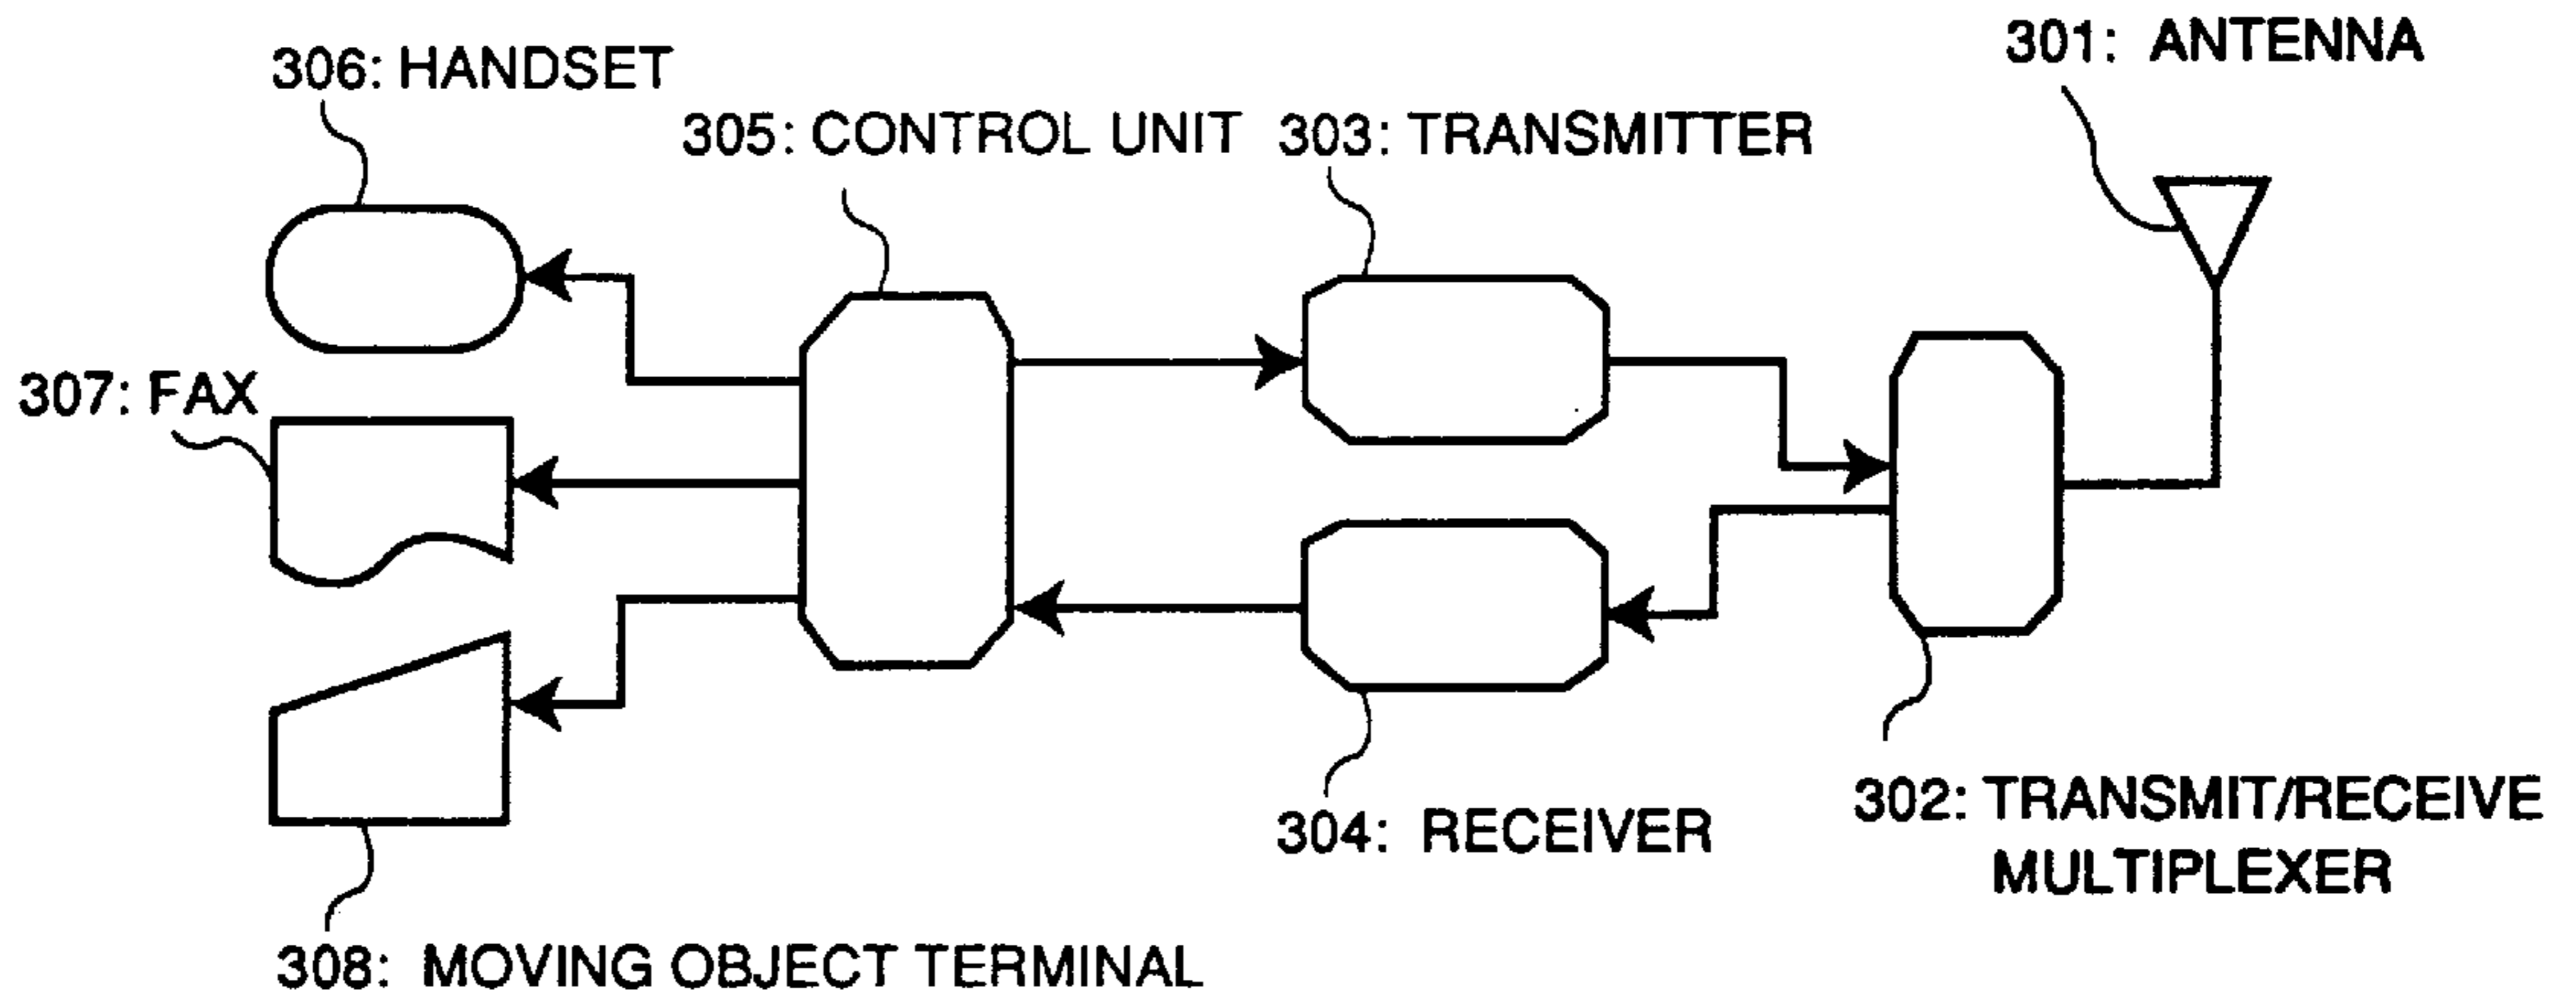 301: ANTENNA
306: HANDSET
305: CONTROL UNIT
303: TRANSMITTER
307: FAX
302: TRANSMIT/RECEIVE
MULTIPLEXER
304: RECEIVER
308: MOVING OBJECT TERMINAL